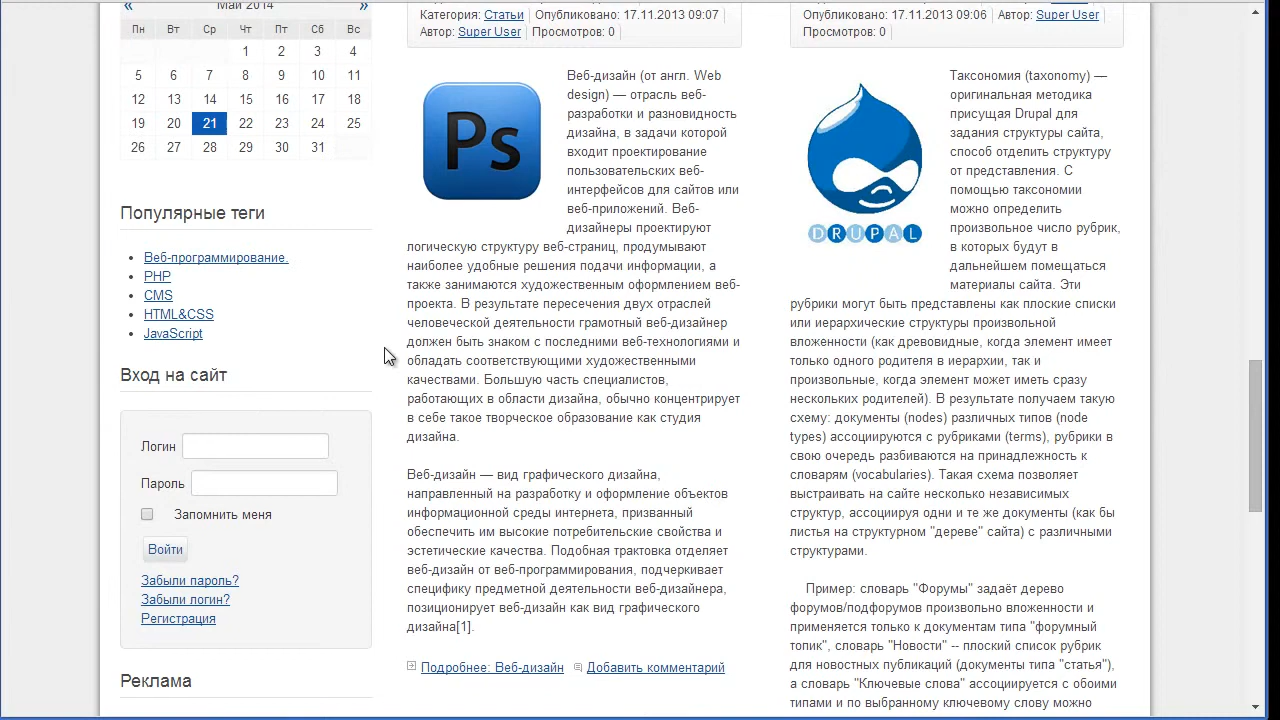 « Май 2014 »
Пн Вт Ср Чт Пт Сб Вс
1 2 3 4
5 6 7 8 9 10 11
12 13 14 15 16 17 18
19 20 21 22 23 24 25
26 27 28 29 30 31
Популярные теги
Веб-программирование.
PHP
CMS
HTML&CSS
JavaScript
Вход на сайт
Логин
Пароль
Запомнить меня
Войти
Забыли пароль?
Забыли логин?
Регистрация
Реклама
Категория: Статьи Опубликовано: 17.11.2013 09:07
Автор: Super User Просмотров: 0
Ps
Веб-дизайн (от англ. Web
design) — отрасль веб-
разработки и разновидность
дизайна, в задачи которой
входит проектирование
пользовательских веб-
интерфейсов для сайтов или
веб-приложений. Веб-
дизайнеры проектируют
логическую структуру веб-страниц, продумывают
наиболее удобные решения подачи информации, а
также занимаются художественным оформлением веб-
проекта. В результате пересечения двух отраслей
человеческой деятельности грамотный веб-дизайнер
должен быть знаком с последними веб-технологиями и
обладать соответствующими художественными
качествами. Большую часть специалистов,
работающих в области дизайна, обычно концентрирует
в себе такое творческое образование как студия
дизайна.
Веб-дизайн — вид графического дизайна,
направленный на разработку и оформление объектов
информационной среды интернета, призванный
обеспечить им высокие потребительские свойства и
эстетические качества. Подобная трактовка отделяет
веб-дизайн от веб-программирования, подчеркивает
специфику предметной деятельности веб-дизайнера,
позиционирует веб-дизайн как вид графического
дизайна[1].
Подробнее: Веб-дизайн Добавить комментарий
Опубликовано: 17.11.2013 09:06 Автор: Super User
Просмотров: 0
DRUPAL
Таксономия (taxonomy) —
оригинальная методика
присущая Drupal для
задания структуры сайта,
способ отделить структуру
от представления. С
помощью таксономии
можно определить
произвольное число рубрик,
в которых будут в
дальнейшем помещаться
материалы сайта. Эти
рубрики могут быть представлены как плоские списки
или иерархические структуры произвольной
вложенности (как древовидные, когда элемент имеет
только одного родителя в иерархии, так и
произвольные, когда элемент может иметь сразу
нескольких родителей). В результате получаем такую
схему: документы (nodes) различных типов (node
types) ассоциируются с рубриками (terms), рубрики в
свою очередь разбиваются на принадлежность к
словарям (vocabularies). Такая схема позволяет
выстраивать на сайте несколько независимых
структур, ассоциируя одни и те же документы (как бы
листья на структурном "дереве" сайта) с различными
структурами.
Пример: словарь "Форумы" задаёт дерево
форумов/подфорумов произвольно вложенности и
применяется только к документам типа "форумный
топик", словарь "Новости" -- плоский список рубрик
для новостных публикаций (документы типа "статья"),
а словарь "Ключевые слова" ассоциируется с обоими
типами и по выбранному ключевому слову можно